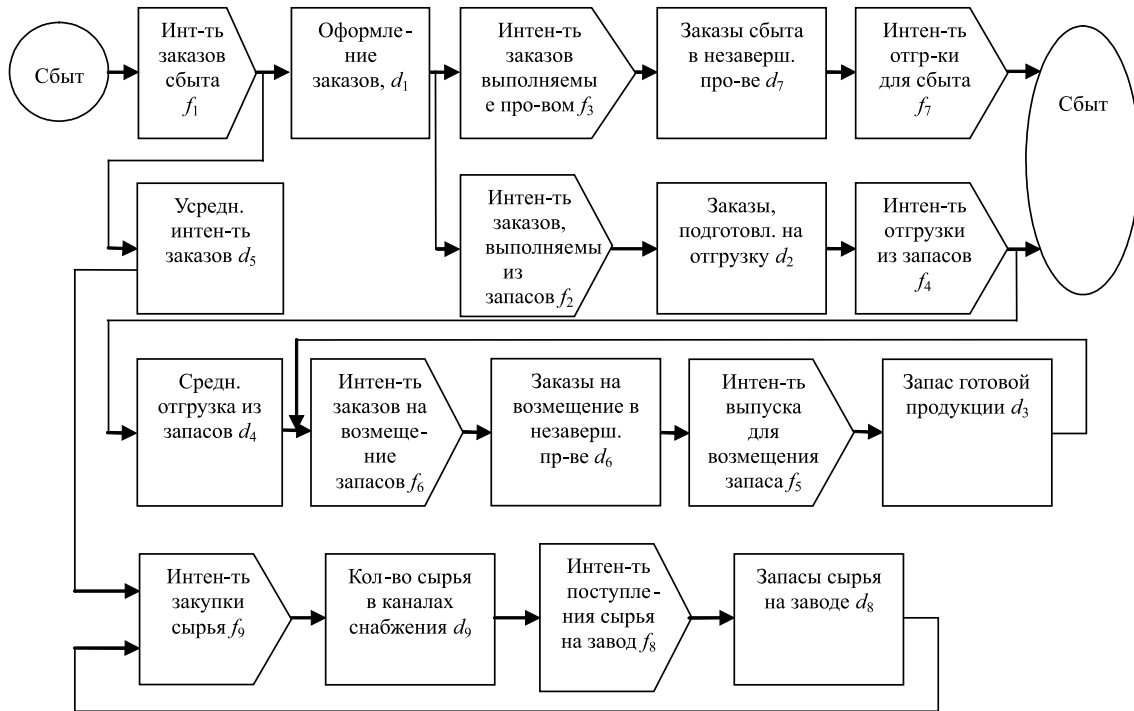 Сбыт
Инт-ть
заказов
сбыта
f1
Оформле-
ние
заказов, d1
Интен-ть
заказов
выполняемы
е про-вом f3
Заказы сбыта
в незаверш.
про-ве d7
Интен-ть
отгр-ки
для сбыта
f7
Сбыт
Усредн.
интен-ть
заказов d5
Интен-ть
заказов,
выполняемы
из
запасов f2
Заказы,
подготовл. на
отгрузку d2
Интен-ть
отгрузки
из запасов
f4
Средн.
отгрузка из
запасов d4
Интен-ть
заказов на
возмеще-
ние
запасов f6
Заказы на
возмещение в
незаверш.
пр-ве d6
Интен-ть
выпуска
для
возмещения
запаса f5
Запас готовой
продукции d3
Интен-ть
закупки
сырья f9
Кол-во сырья
в каналах
снабжения d9
Интен-ть
поступле-
ния сырья
на завод f8
Запасы сырья
на заводе d8